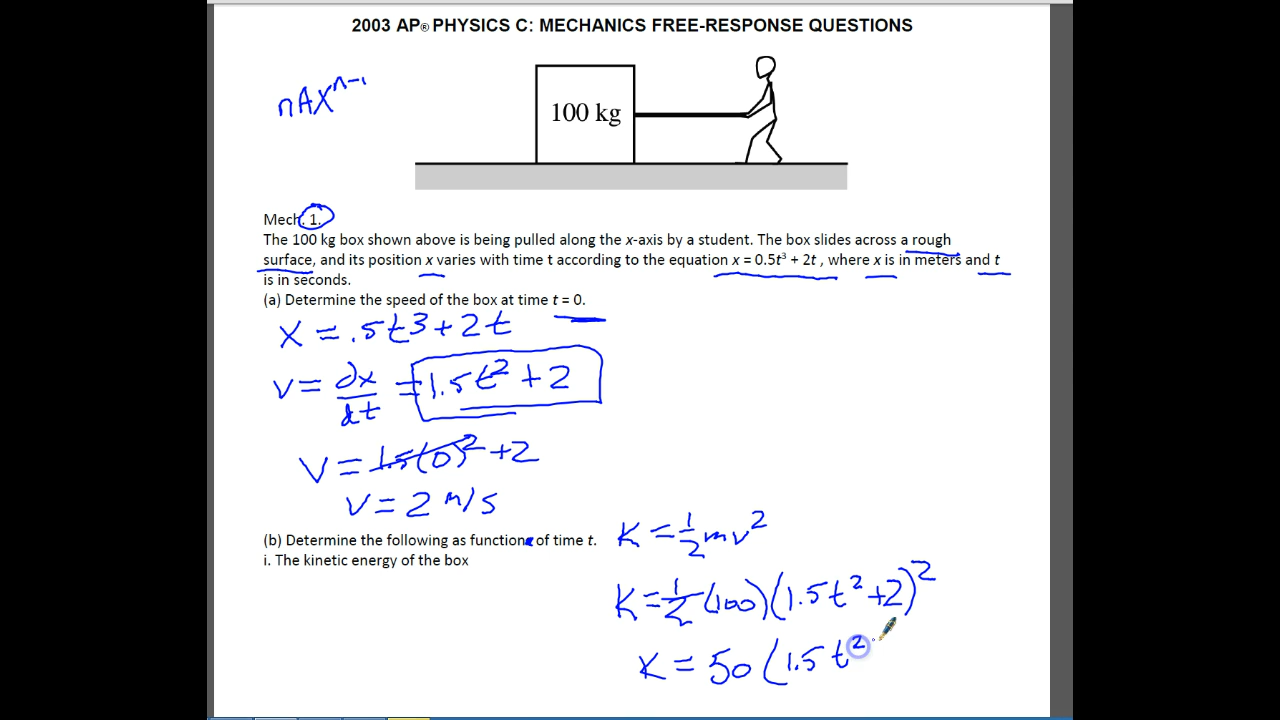 2003 AP® PHYSICS C: MECHANICS FREE-RESPONSE QUESTIONS
nAx^n-1
100 kg
Mech. 1.
The 100 kg box shown above is being pulled along the x-axis by a student. The box slides across a rough
surface, and its position x varies with time t according to the equation x = 0.5t³ + 2t , where x is in meters and t
is in seconds.
(a) Determine the speed of the box at time t = 0.
x = .5t3 + 2t
v = dx/dt = 1.5t² + 2
v = 1.5(0)² + 2
v = 2 m/s
(b) Determine the following as functions of time t.
i. The kinetic energy of the box
K = 1/2 mv²
K = 1/2 (100)(1.5t² + 2)²
K = 50 (1.5t²